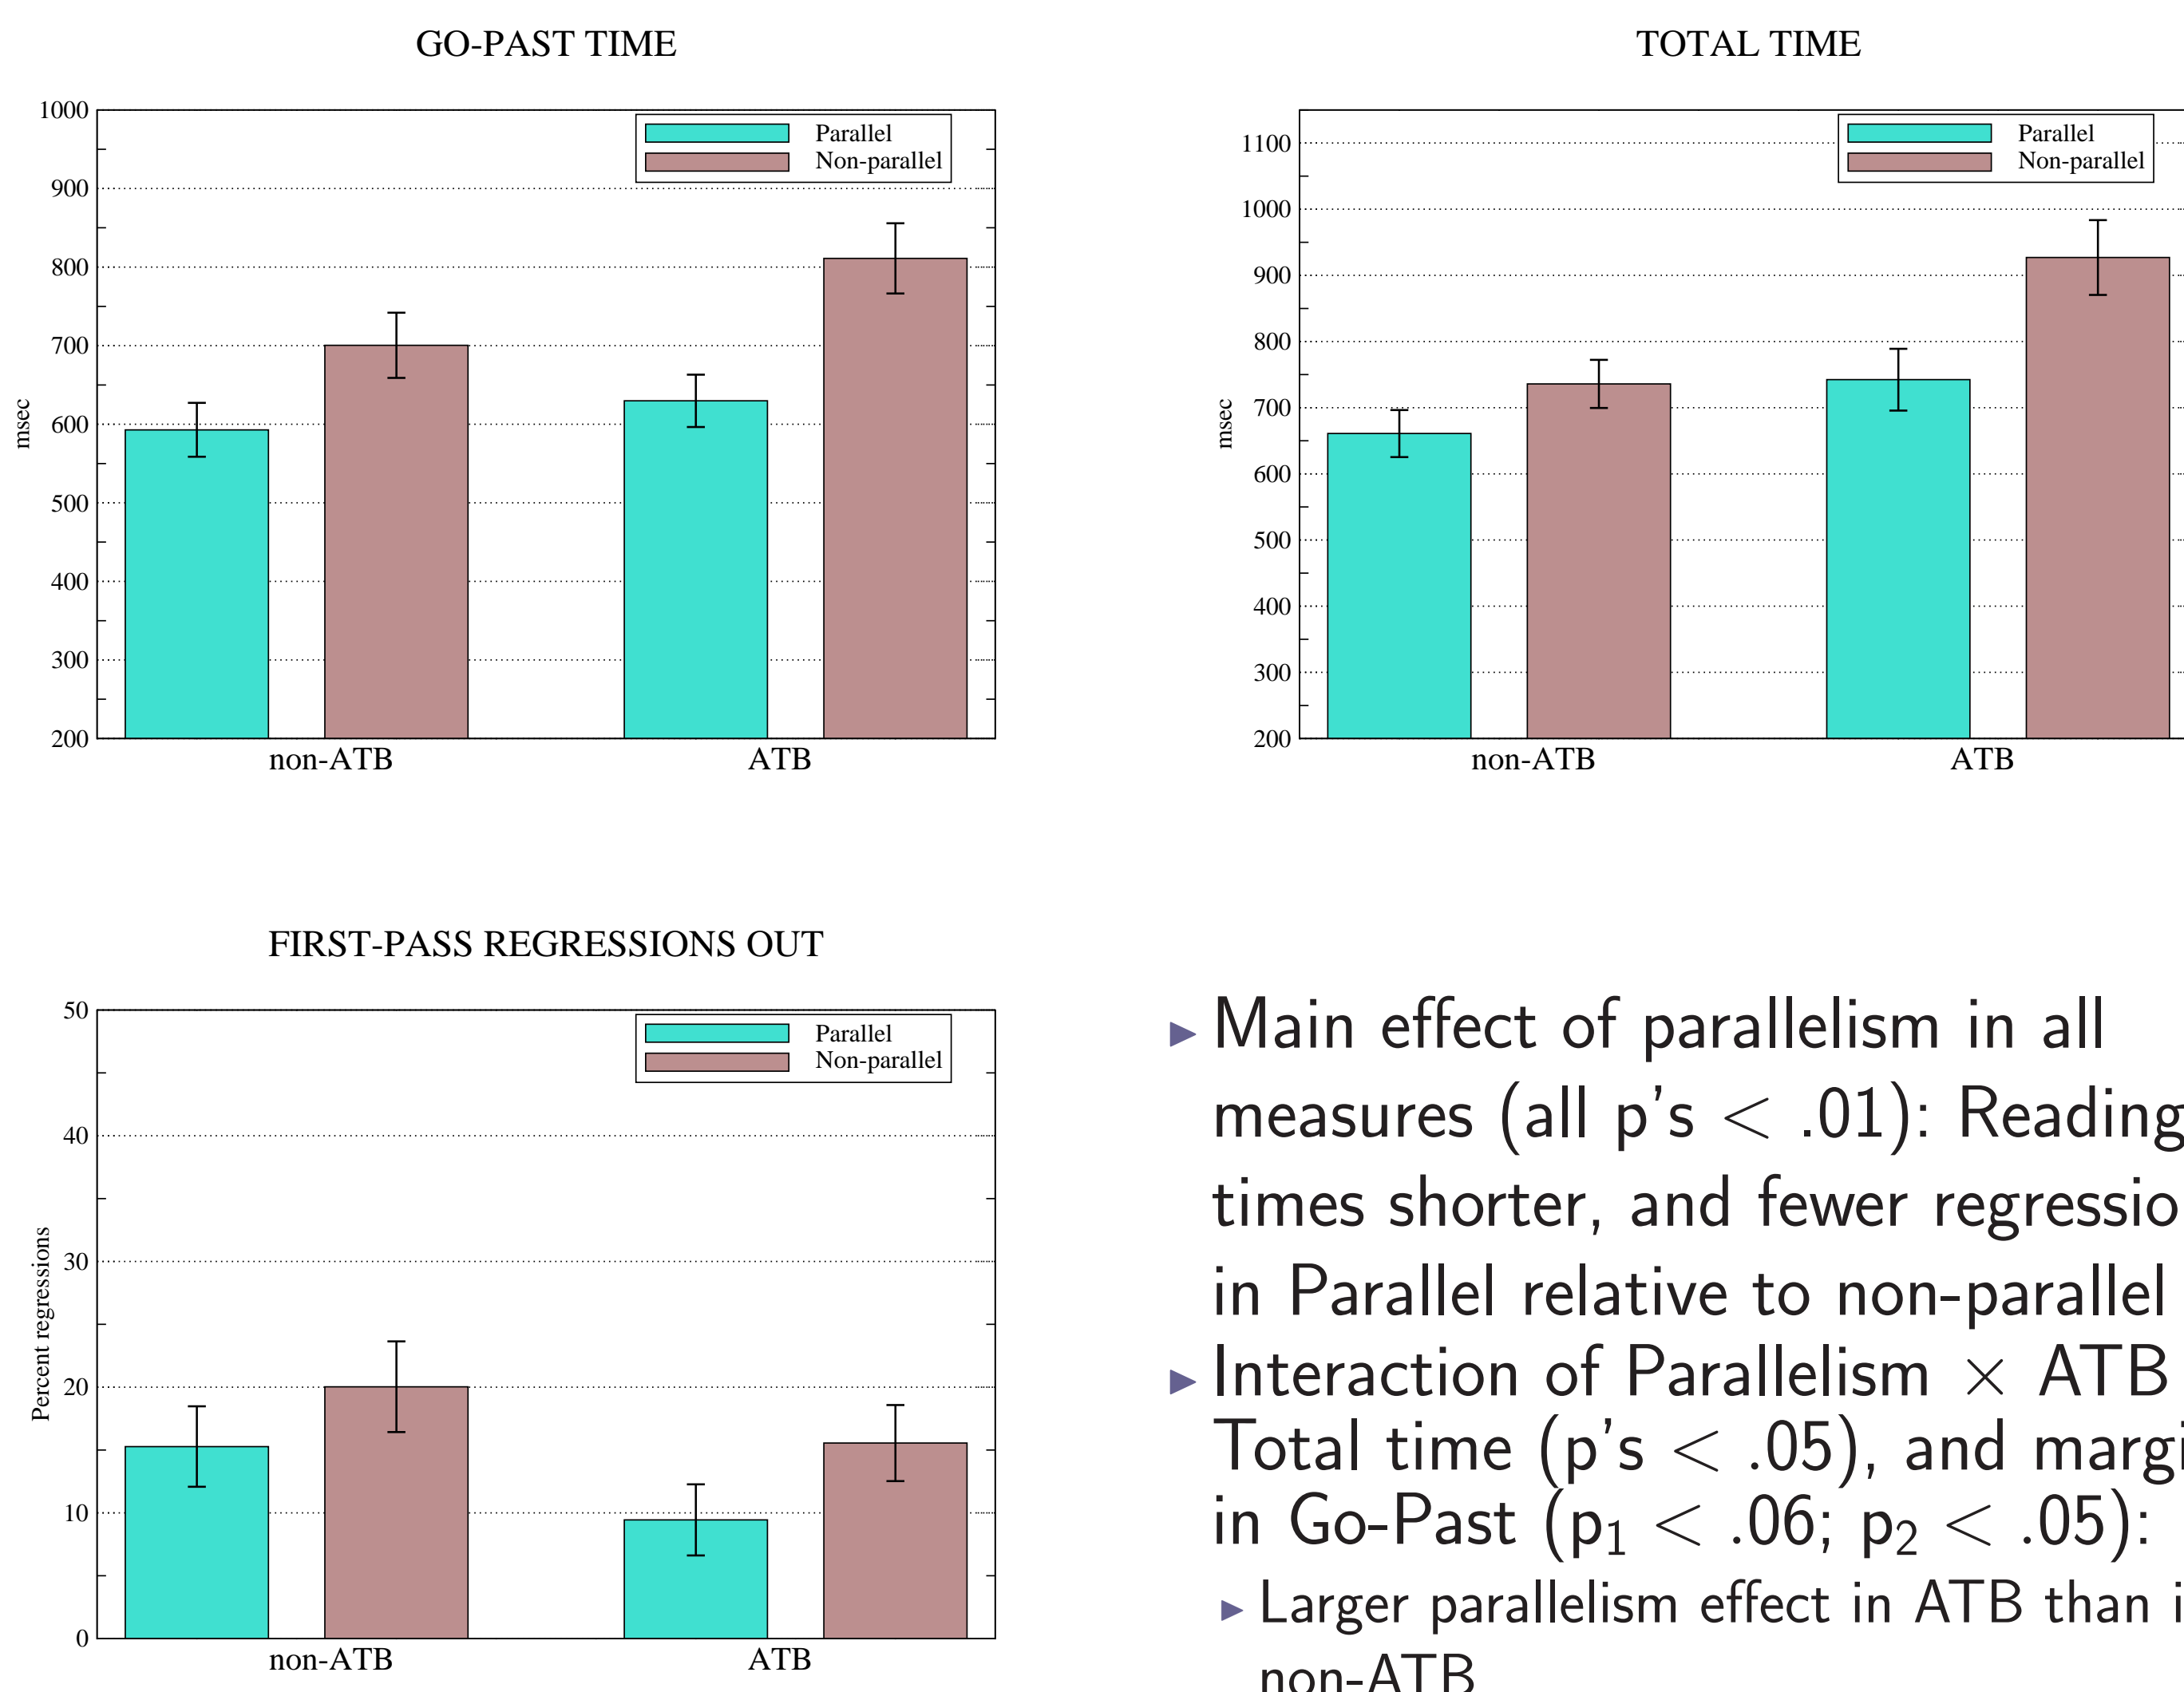 GO-PAST TIME
1000
900
800
700
600
500
400
300
200
msec
Parallel
Non-parallel
non-ATB ATB
TOTAL TIME
1100
1000
900
800
700
600
500
400
300
200
msec
Parallel
Non-parallel
non-ATB ATB
FIRST-PASS REGRESSIONS OUT
50
40
30
20
10
0
Percent regressions
Parallel
Non-parallel
non-ATB ATB
▶ Main effect of parallelism in all
measures (all p's < .01): Reading
times shorter, and fewer
in Parallel relative to non-parallel
▶ Interaction of Parallelism × ATB
Total time (p's < .05), and
in Go-Past (p₁ < .06; p₂ < .05):
▶ Larger parallelism effect in ATB than
non-ATB